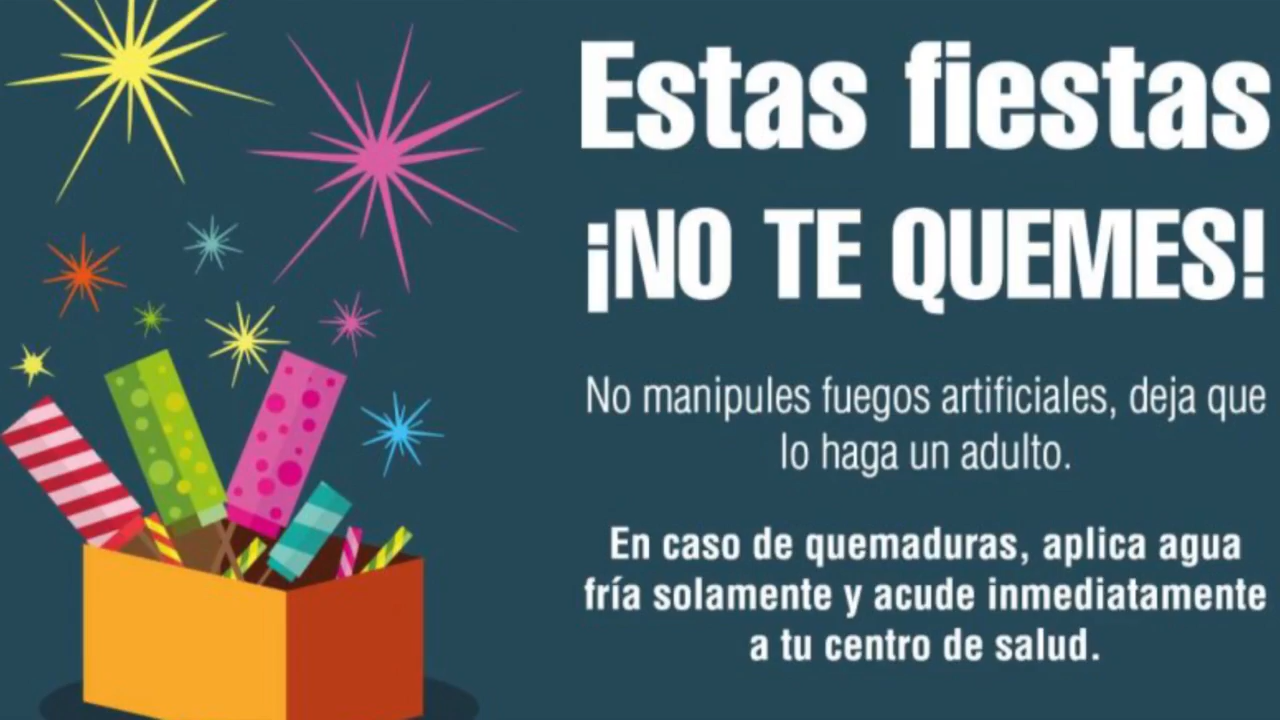 Estas fiestas
¡NO TE QUEMES!
No manipules fuegos artificiales, deja que
lo haga un adulto.
En caso de quemaduras, aplica agua
fría solamente y acude inmediatamente
a tu centro de salud.